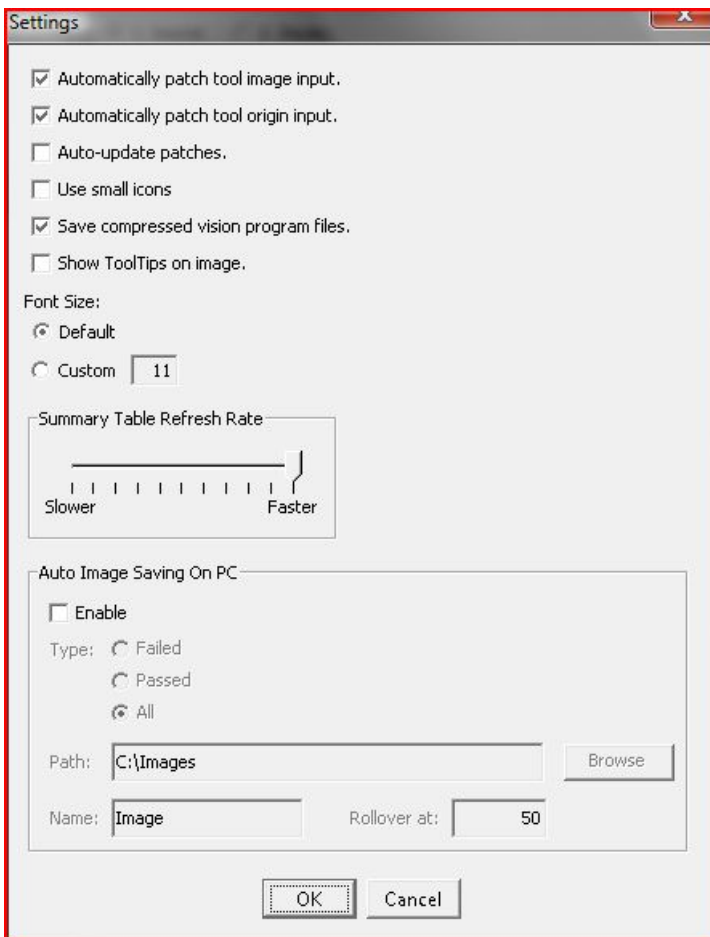 Settings
Automatically patch tool image input.
Automatically patch tool origin input.
Auto-update patches.
Use small icons
Save compressed vision program files.
Show ToolTips on image.
Font Size:
Default
Custom 11
Summary Table Refresh Rate
Slower Faster
Auto Image Saving On PC
Enable
Type: Failed
Passed
All
Path: C:\Images Browse
Name: Image Rollover at: 50
OK Cancel